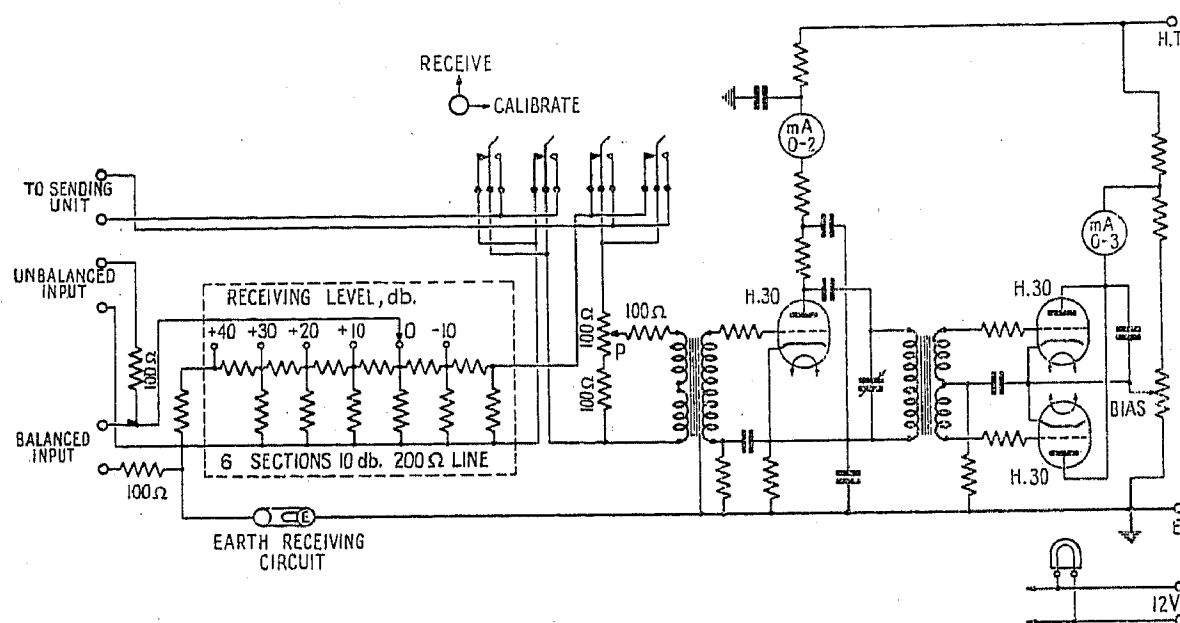 RECEIVE
CALIBRATE
H.T
mA
0-2
TO SENDING
UNIT
mA
0-3
UNBALANCED
INPUT
RECEIVING LEVEL, db.
+40 +30 +20 +10 0 -10
100Ω
100Ω
P
100Ω
100Ω
H.30
H.30
BIAS
BALANCED
INPUT
6 SECTIONS 10 db. 200Ω LINE
100Ω
H.30
E
EARTH RECEIVING
CIRCUIT
E
12V